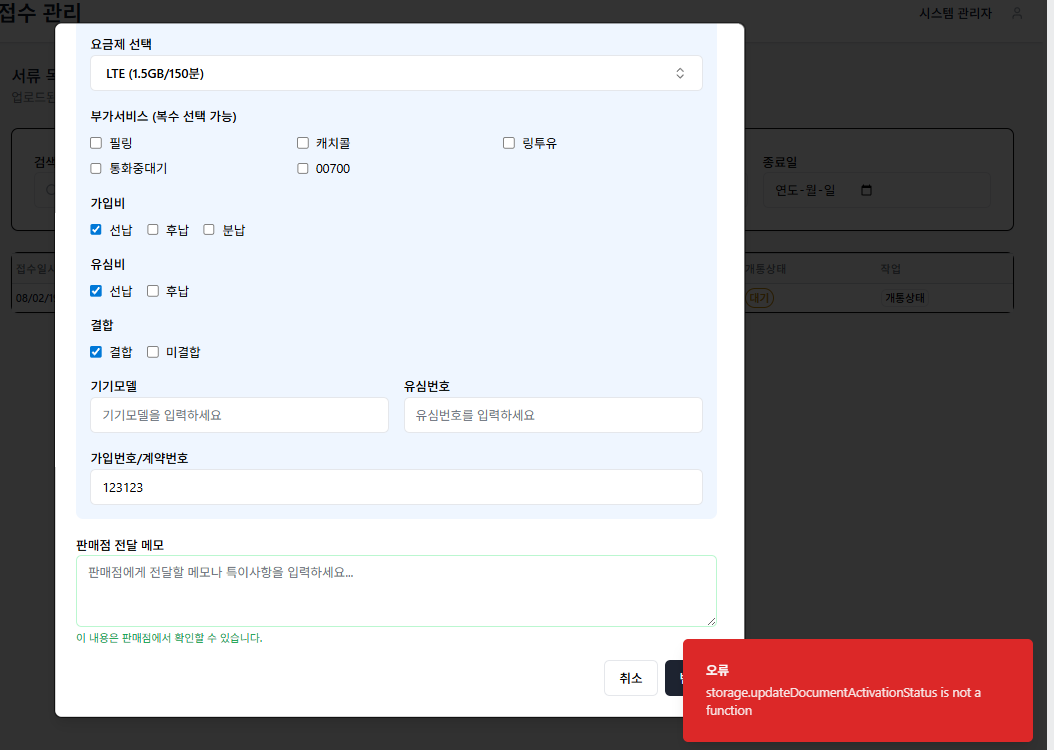 접수 관리
시스템 관리자
서류
업로드된
검색
종료일
연도-월-일
접수일시
개통상태
작업
08/02/1
대기
개통상태
요금제 선택
LTE (1.5GB/150분)
부가서비스 (복수 선택 가능)
필링
캐치콜
링투유
통화중대기
00700
가입비
선납
후납
분납
유심비
선납
후납
결합
결합
미결합
기기모델
유심번호
기기모델을 입력하세요
유심번호를 입력하세요
가입번호/계약번호
123123
판매점 전달 메모
판매점에게 전달할 메모나 특이사항을 입력하세요...
이 내용은 판매점에서 확인할 수 있습니다.
취소
오류
storage.updateDocumentActivationStatus is not a
function